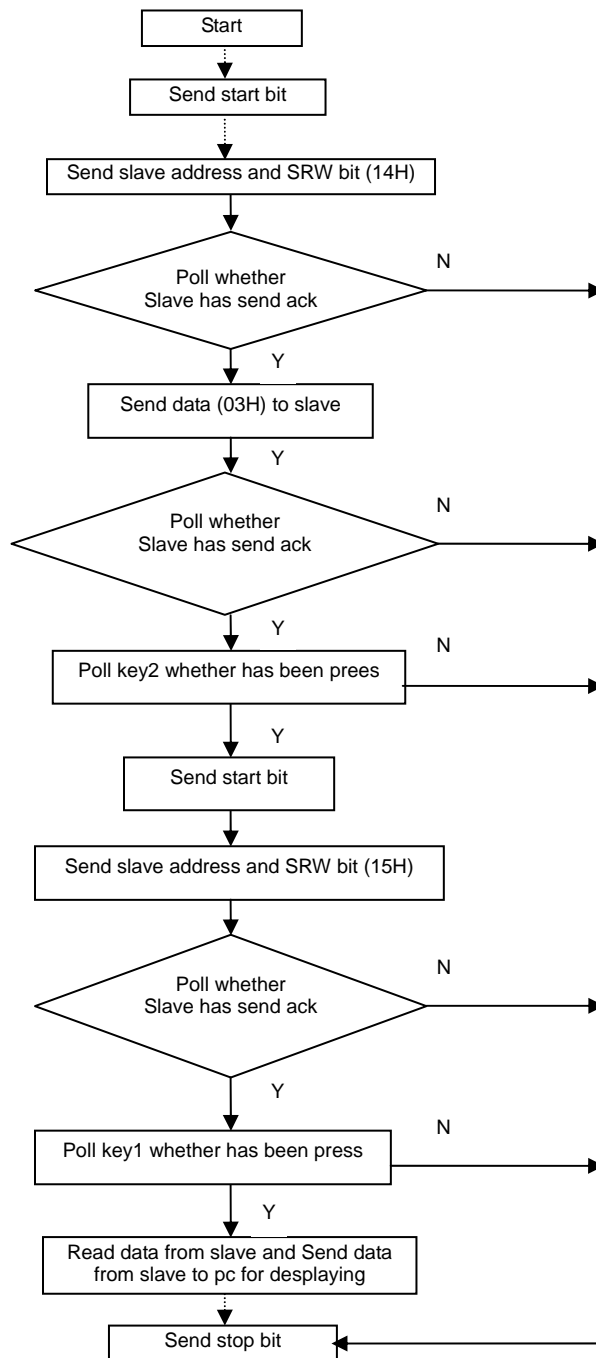 Start
Send start bit
Send slave address and SRW bit (14H)
Poll whether
Slave has send ack
N
Y
Send data (03H) to slave
Y
Poll whether
Slave has send ack
N
Y
N
Poll key2 whether has been prees
Y
Send start bit
Send slave address and SRW bit (15H)
Poll whether
Slave has send ack
N
Y
N
Poll key1 whether has been press
Y
Read data from slave and Send data
from slave to pc for desplaying
Send stop bit